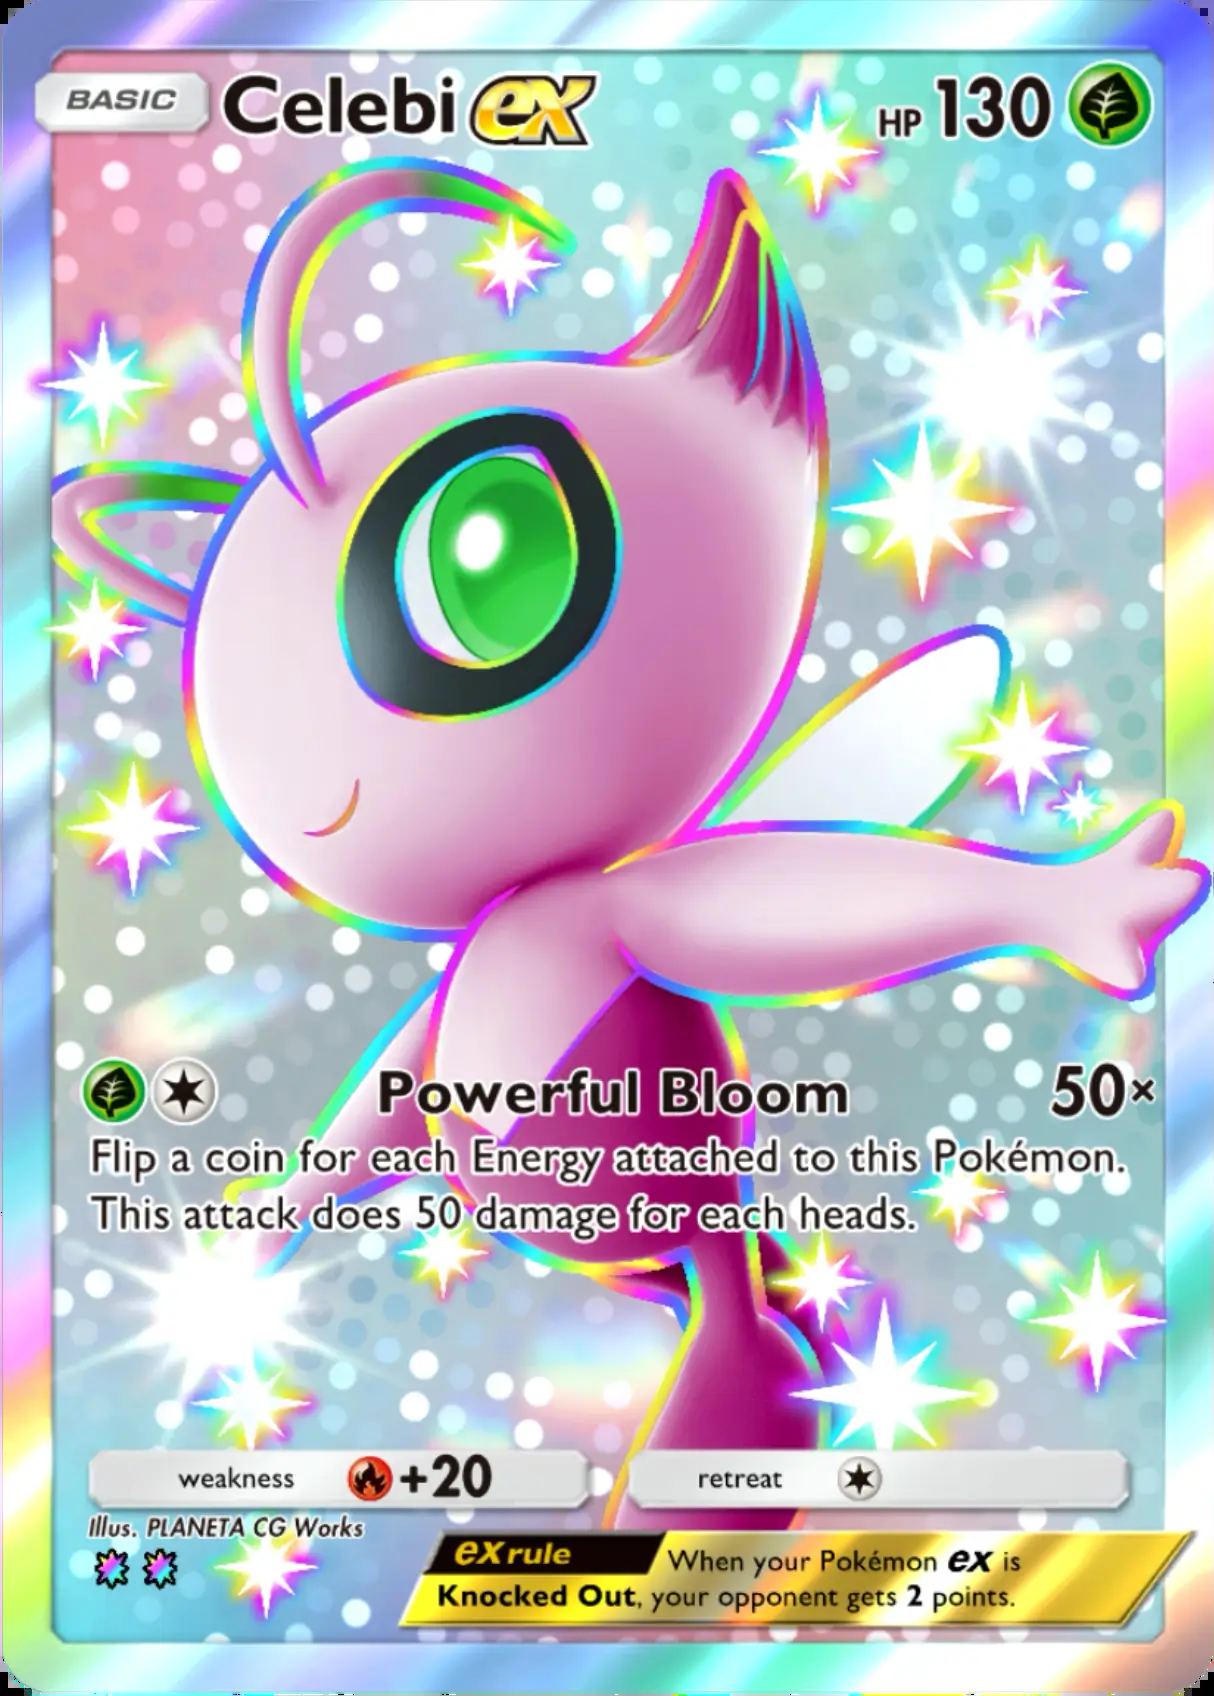 BASIC Celebi ex HP 130
Powerful Bloom 50×
Flip a coin for each Energy attached to this Pokémon.
This attack does 50 damage for each heads.
weakness +20 retreat
Illus. PLANETA CG Works
ex rule When your Pokémon ex is
Knocked Out, your opponent gets 2 points.